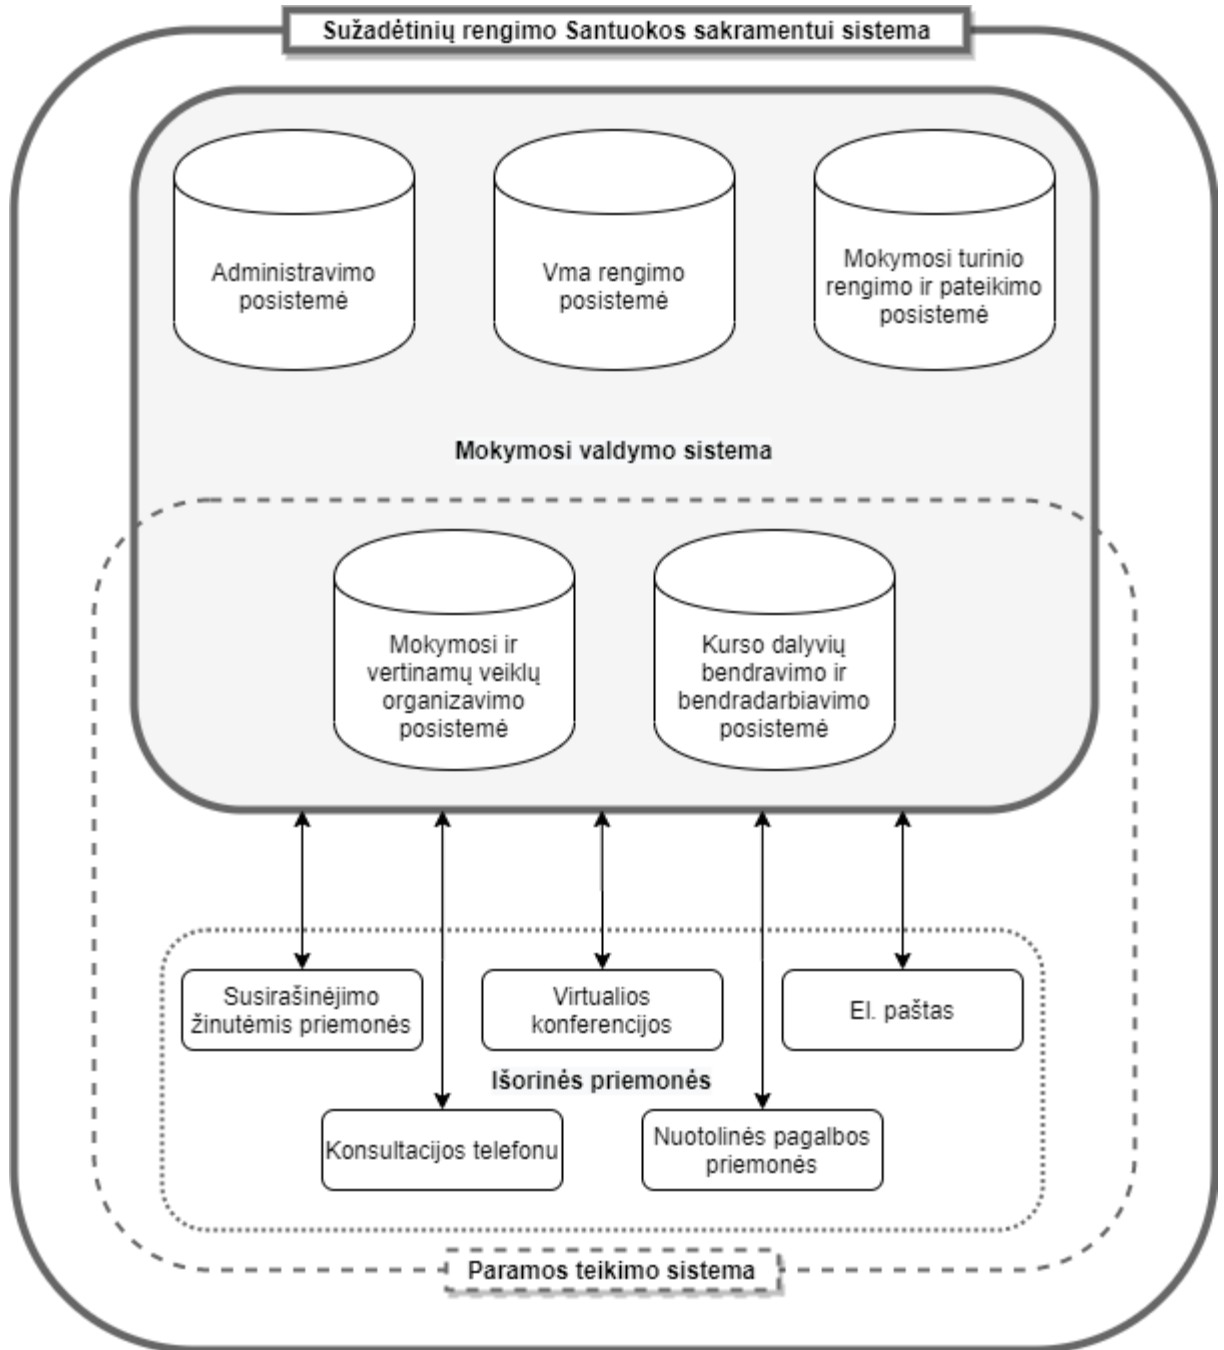 Sužadėtinių rengimo Santuokos sakramentui sistema
Administravimo
posistemė
Vma rengimo
posistemė
Mokymosi turinio
rengimo ir pateikimo
posistemė
Mokymosi valdymo sistema
Mokymosi ir
vertinamų veiklų
organizavimo
posistemė
Kurso dalyvių
bendravimo ir
bendradarbiavimo
posistemė
Susirašinėjimo
žinutėmis priemonės
Virtualios
konferencijos
El. paštas
Išorinės priemonės
Konsultacijos telefonu
Nuotolinės pagalbos
priemonės
Paramos teikimo sistema